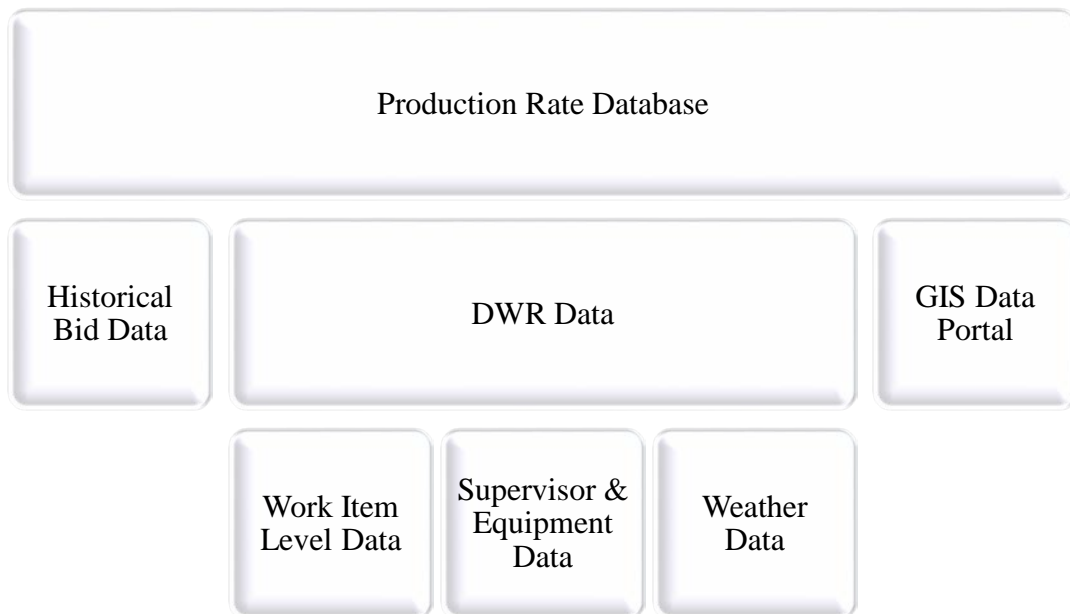 Production Rate Database
Historical
Bid Data
DWR Data
GIS Data
Portal
Work Item
Level Data
Supervisor &
Equipment
Data
Weather
Data